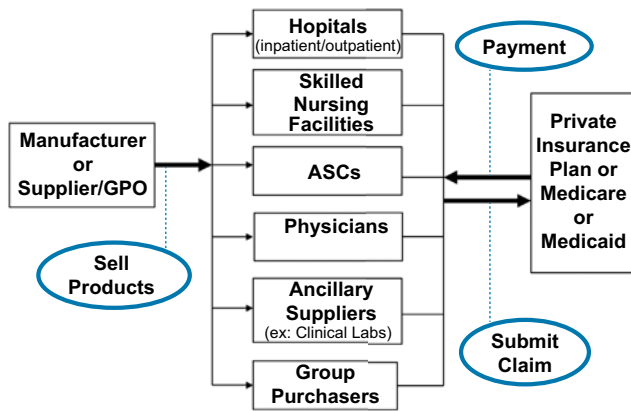 Hopitals
(inpatient/outpatient)
Payment
Skilled
Nursing
Facilities
Manufacturer
or
Supplier/GPO
ASCs
Private
Insurance
Plan or
Medicare
or
Medicaid
Physicians
Sell
Products
Ancillary
Suppliers
(ex: Clinical Labs)
Submit
Claim
Group
Purchasers